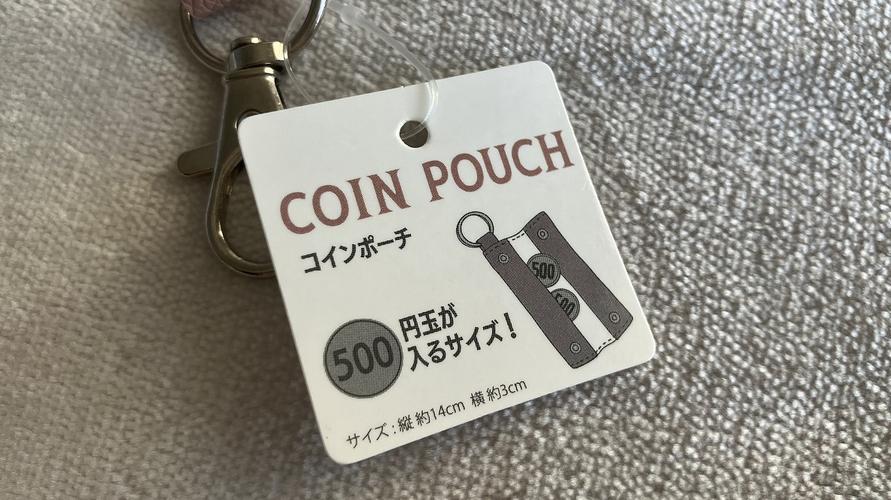 COIN POUCH
コインポーチ
500
500
500 円玉が
入るサイズ!
サイズ:縦 約14cm 横 約3cm